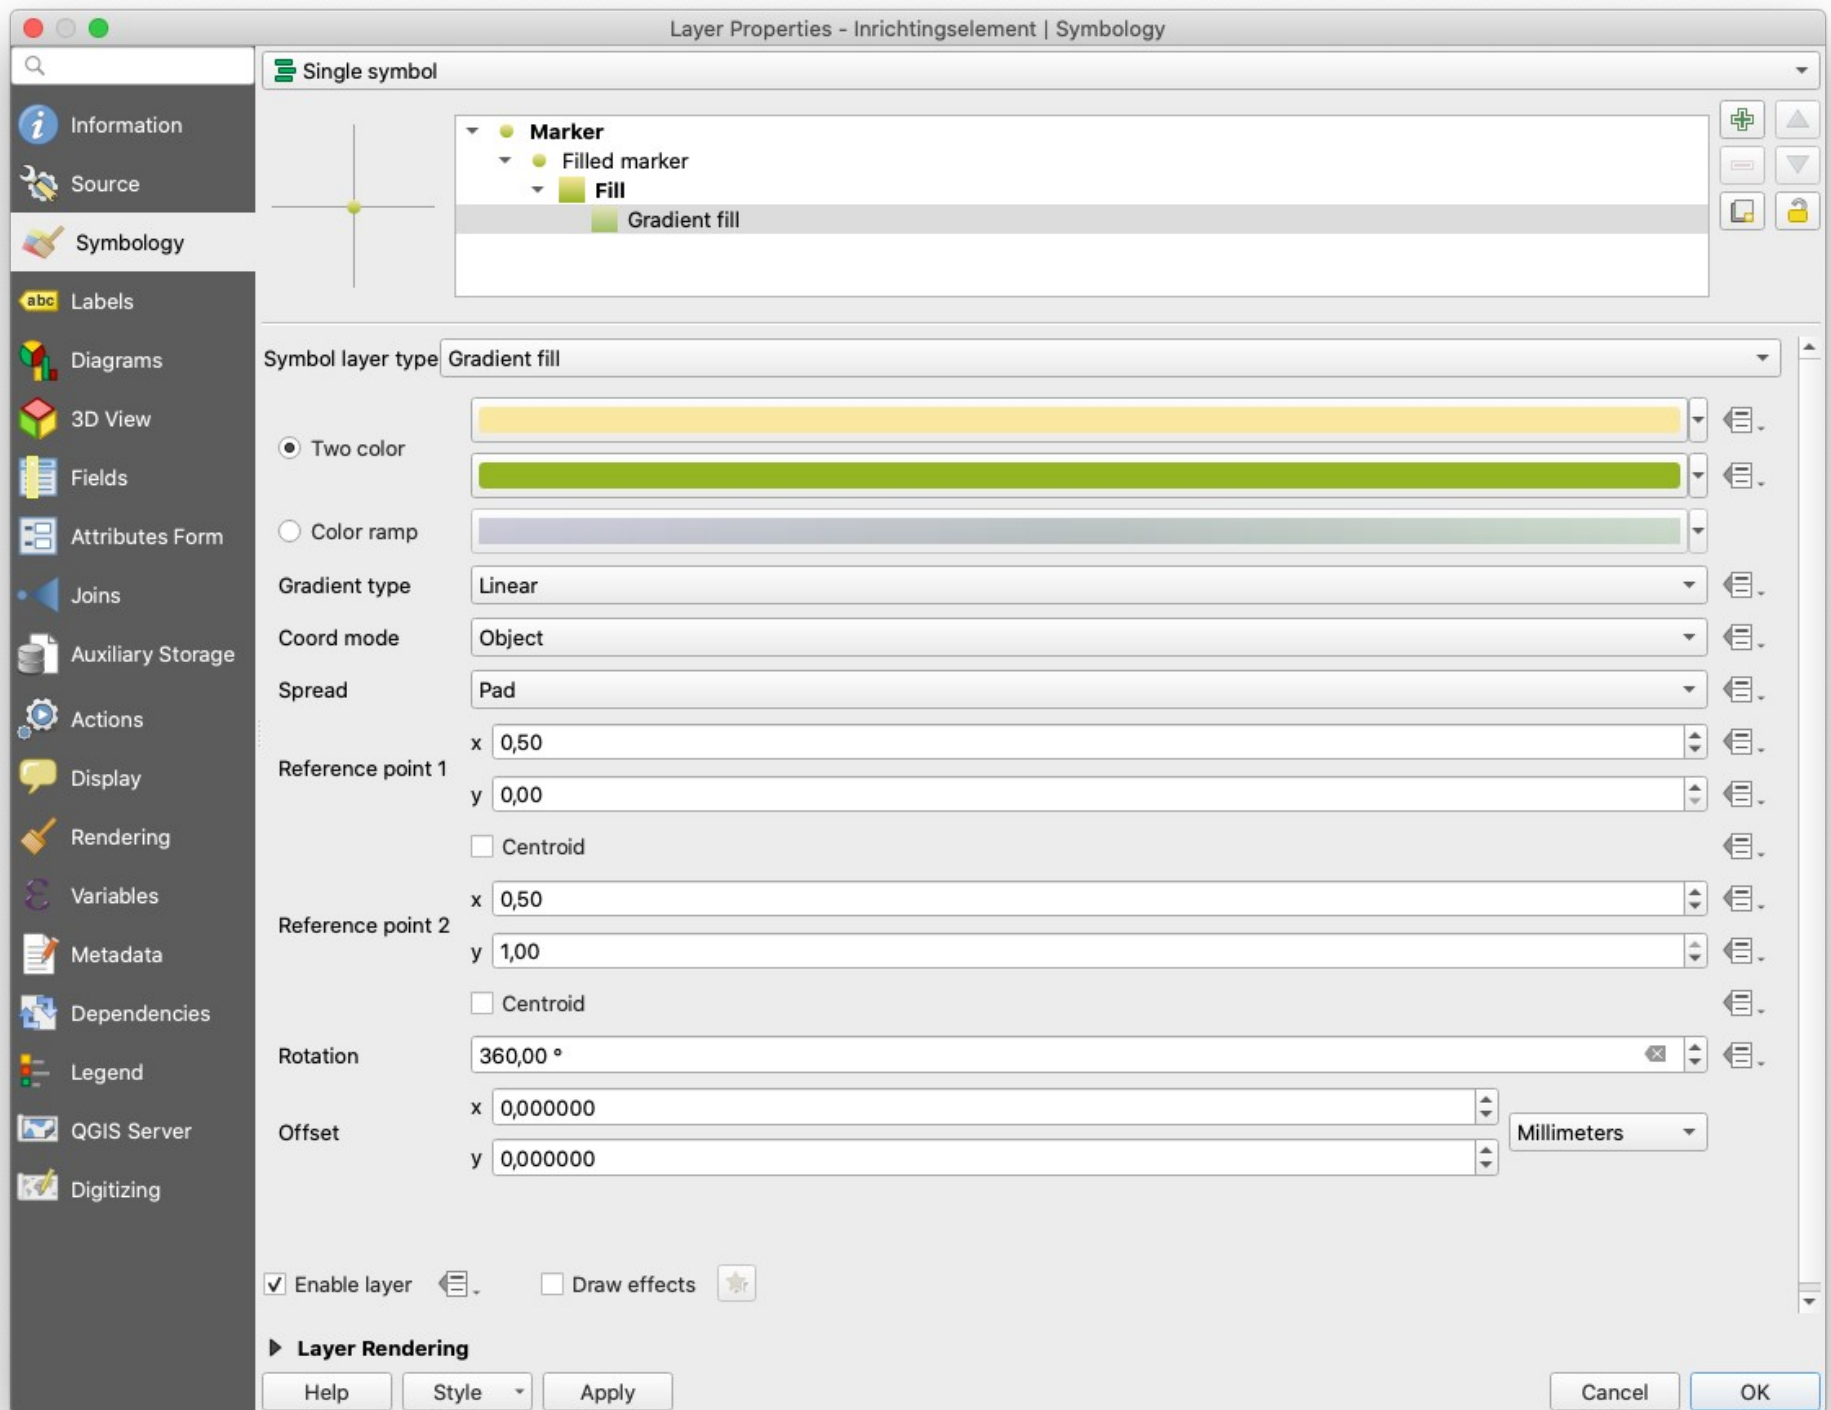 Layer Properties - Inrichtingselement | Symbology
Single symbol
Information
Source
Symbology
Labels
Diagrams
3D View
Fields
Attributes Form
Joins
Auxiliary Storage
Actions
Display
Rendering
Variables
Metadata
Dependencies
Legend
QGIS Server
Digitizing
abc
Marker
Filled marker
Fill
Gradient fill
Symbol layer type Gradient fill
Two color
Color ramp
Gradient type Linear
Coord mode Object
Spread Pad
Reference point 1
x 0,50
y 0,00
Centroid
Reference point 2
x 0,50
y 1,00
Centroid
Rotation 360,00 °
Offset
x 0,000000
y 0,000000
Millimeters
Enable layer Draw effects
Layer Rendering
Help Style Apply Cancel OK